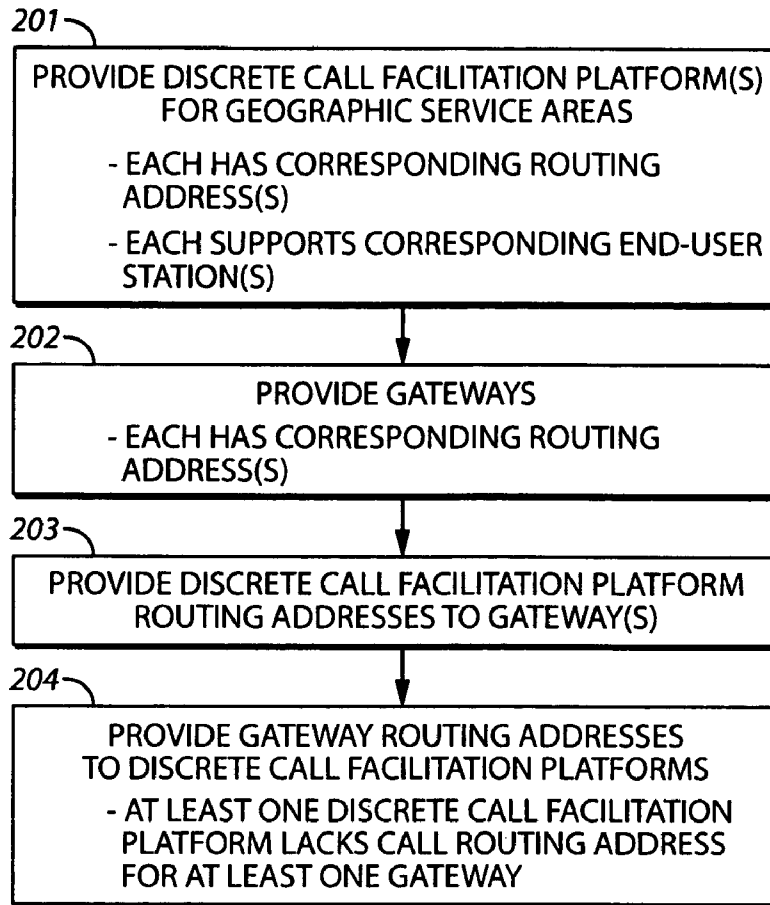 201
PROVIDE DISCRETE CALL FACILITATION PLATFORM(S)
FOR GEOGRAPHIC SERVICE AREAS
- EACH HAS CORRESPONDING ROUTING
ADDRESS(S)
- EACH SUPPORTS CORRESPONDING END-USER
STATION(S)
202
PROVIDE GATEWAYS
- EACH HAS CORRESPONDING ROUTING
ADDRESS(S)
203
PROVIDE DISCRETE CALL FACILITATION PLATFORM
ROUTING ADDRESSES TO GATEWAY(S)
204
PROVIDE GATEWAY ROUTING ADDRESSES
TO DISCRETE CALL FACILITATION PLATFORMS
- AT LEAST ONE DISCRETE CALL FACILITATION
PLATFORM LACKS CALL ROUTING ADDRESS
FOR AT LEAST ONE GATEWAY